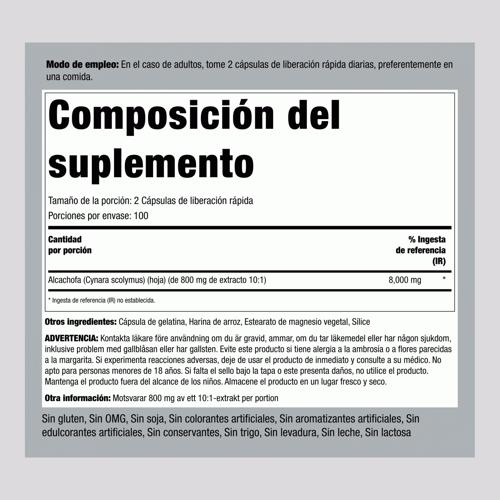 Modo de empleo: En el caso de adultos, tome 2 cápsulas de liberación rápida diarias, preferentemente en
una comida.
Composición del
suplemento
Tamaño de la porción: 2 Cápsulas de liberación rápida
Porciones por envase: 100
Cantidad
por porción
% Ingesta
de referencia
(IR)
Alcachofa (Cynara scolymus) (hoja) (de 800 mg de extracto 10:1) 8,000 mg *
* Ingesta de referencia (IR) no establecida.
Otros ingredientes: Cápsula de gelatina, Harina de arroz, Estearato de magnesio vegetal, Sílice
ADVERTENCIA: Kontakta läkare före användning om du är gravid, ammar, om du tar läkemedel eller har någon sjukdom,
inklusive problem med gallblåsan eller har gallsten. Evite este producto si tiene alergia a la ambrosía o a flores parecidas
a la margarita. Si experimenta reacciones adversas, deje de usar el producto de inmediato y consulte a su médico. No
apto para personas menores de 18 años. Si falta el sello bajo la tapa o este presenta daños, no utilice el producto.
Mantenga el producto fuera del alcance de los niños. Almacene el producto en un lugar fresco y seco.
Otra información: Motsvarar 800 mg av ett 10:1-extrakt per portion
Sin gluten, Sin OMG, Sin soja, Sin colorantes artificiales, Sin aromatizantes artificiales, Sin
edulcorantes artificiales, Sin conservantes, Sin trigo, Sin levadura, Sin leche, Sin lactosa